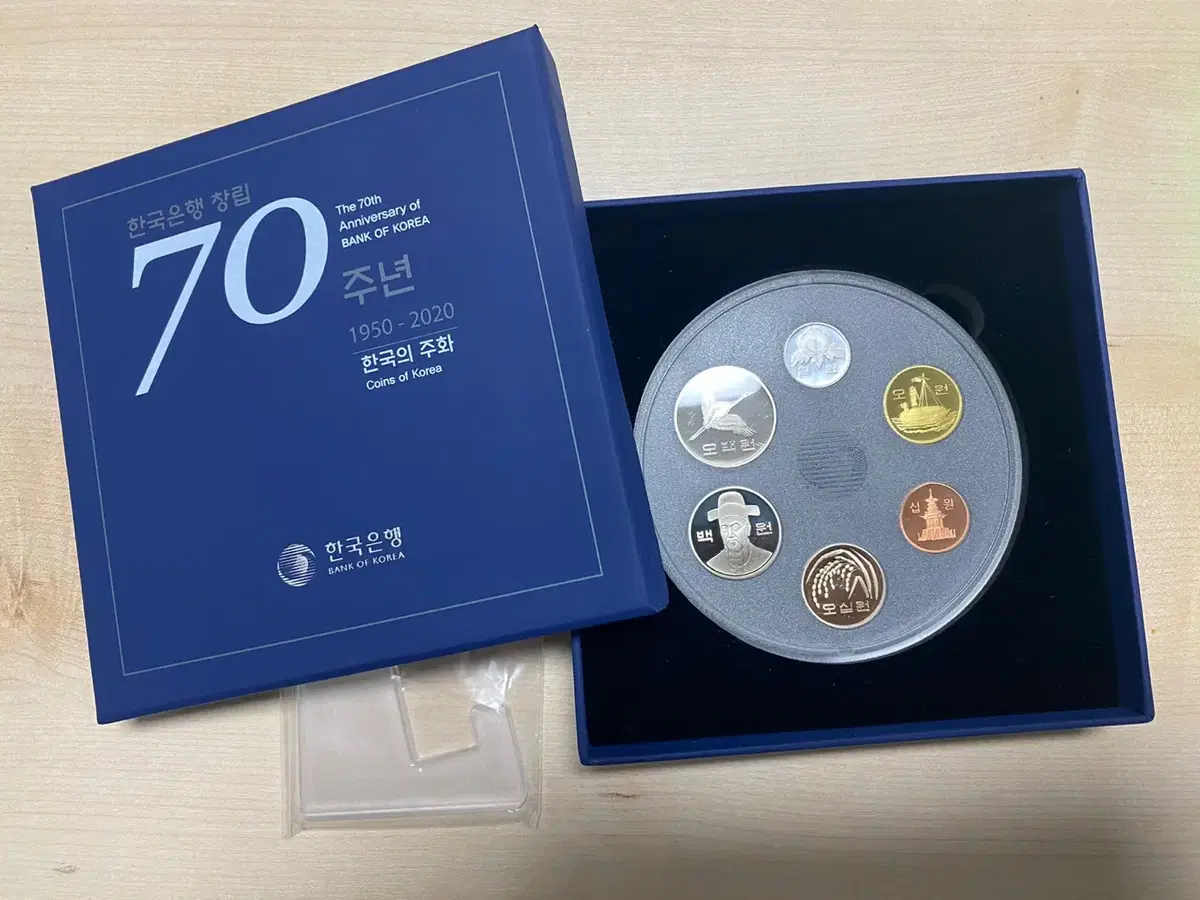 한국은행 창립
70
The 70th
Anniversary of
BANK OF KOREA
주년
1950 - 2020
한국의 주화
Coins of Korea
한국은행
BANK OF KOREA
일 원
오 원
오백원
십 원
백 원
오십원